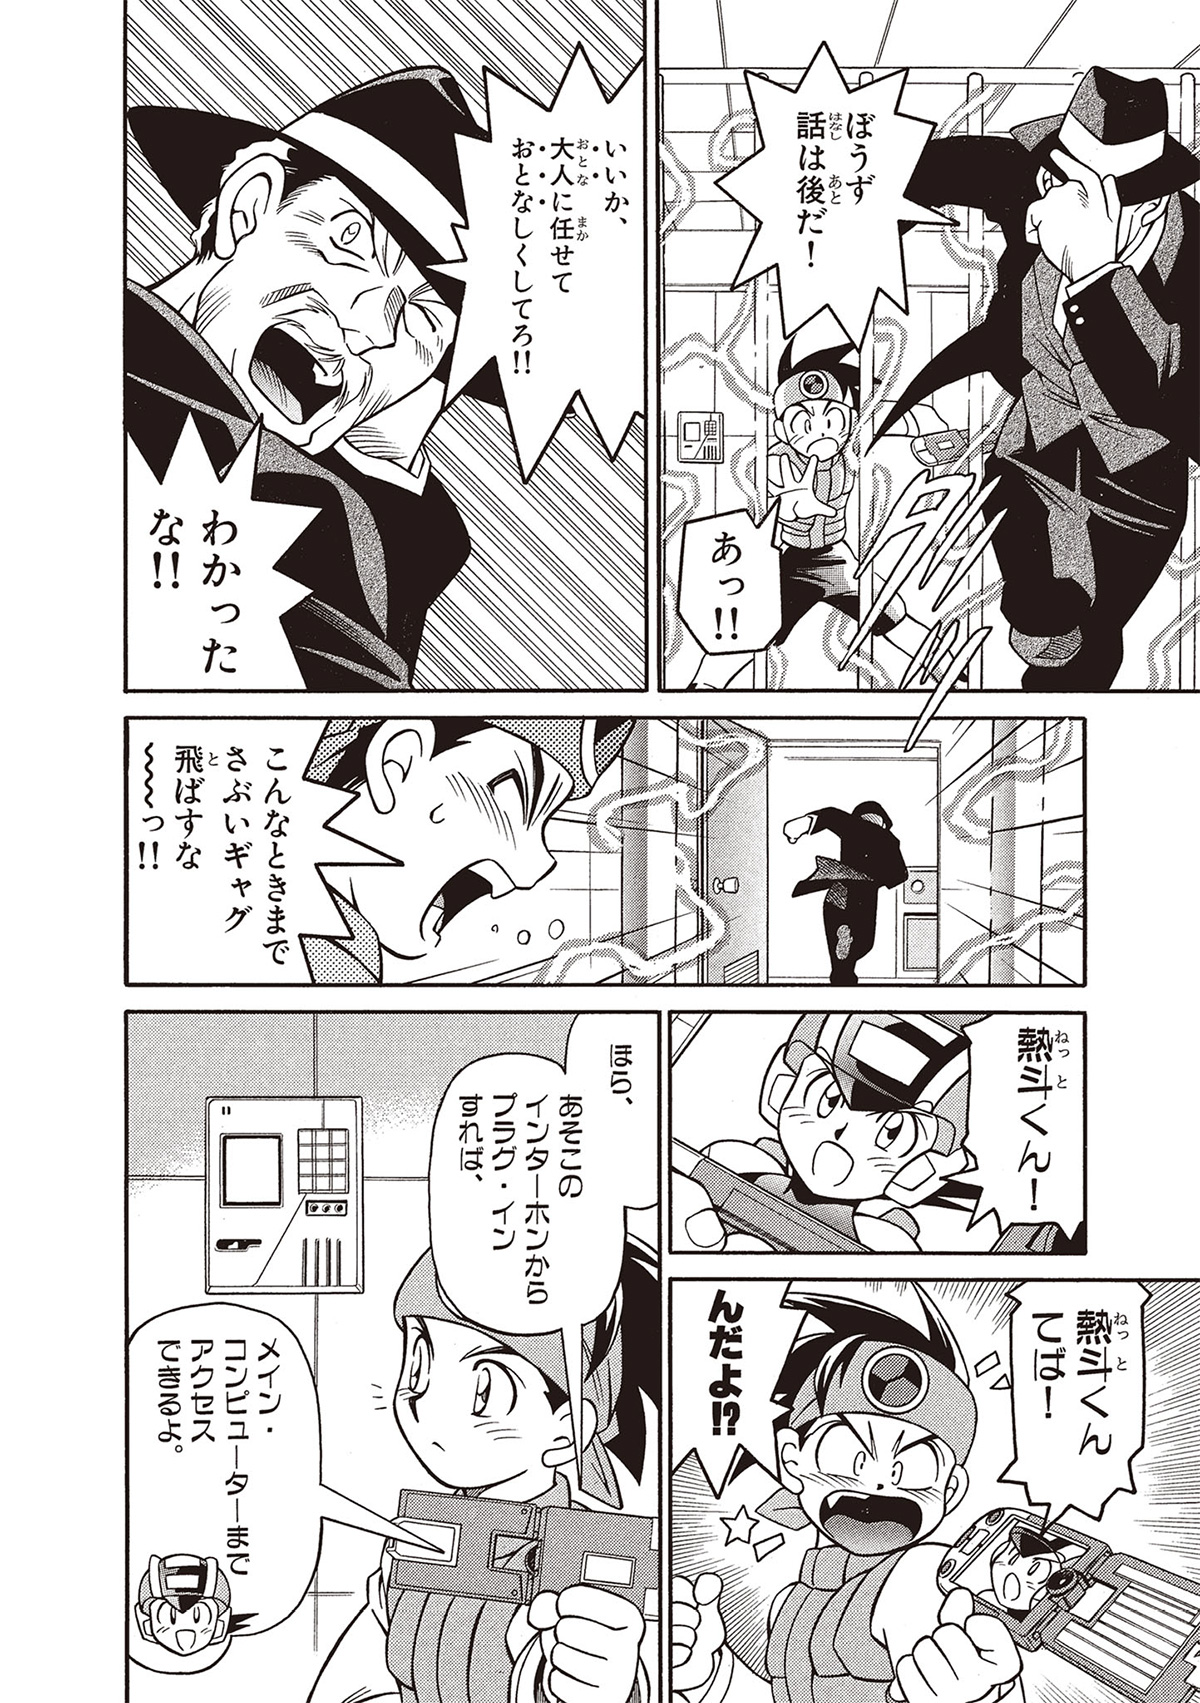 ぼうず
話は後だ！
あっ!!
ダダダ
いいか、
大人に任せて
おとなしくしてろ!!
わかった
な!!
こんなときまで
さぶいギャグ
飛ばすな
〜〜〜っ!!
熱斗くん！
熱斗くん
てば！
んだよ!?
ほら、
あそこの
インターホンから
プラグ・イン
すれば、
メイン・
コンピューターまで
アクセス
できるよ。